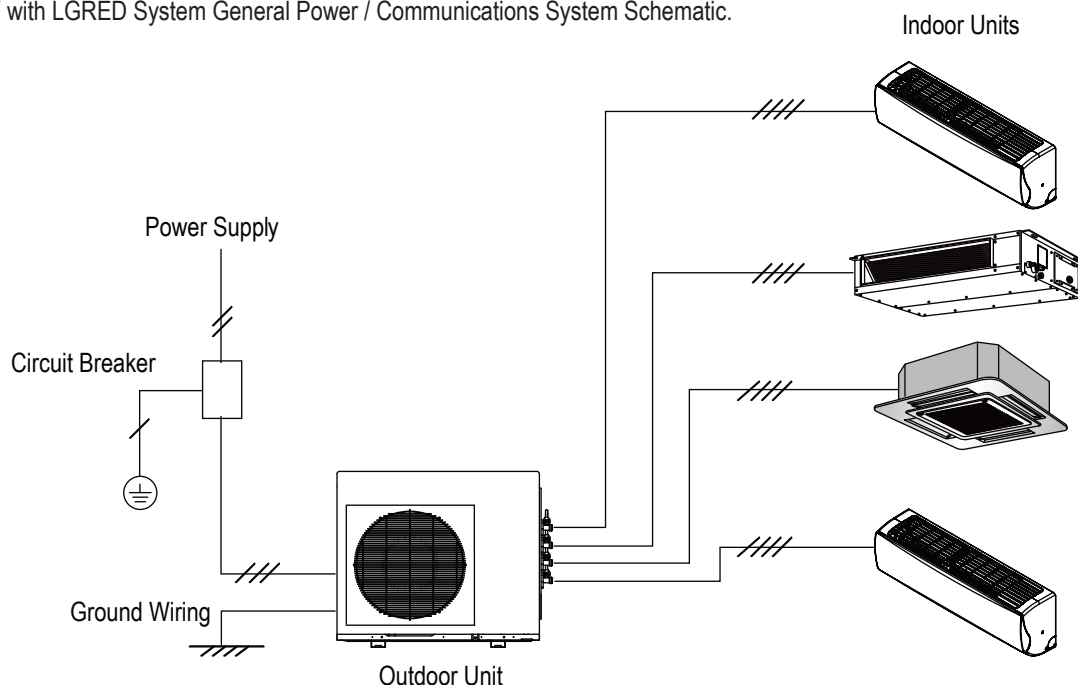 with LGRED System General Power / Communications System Schematic.
Indoor Units
Power Supply
Circuit Breaker
Ground Wiring
Outdoor Unit